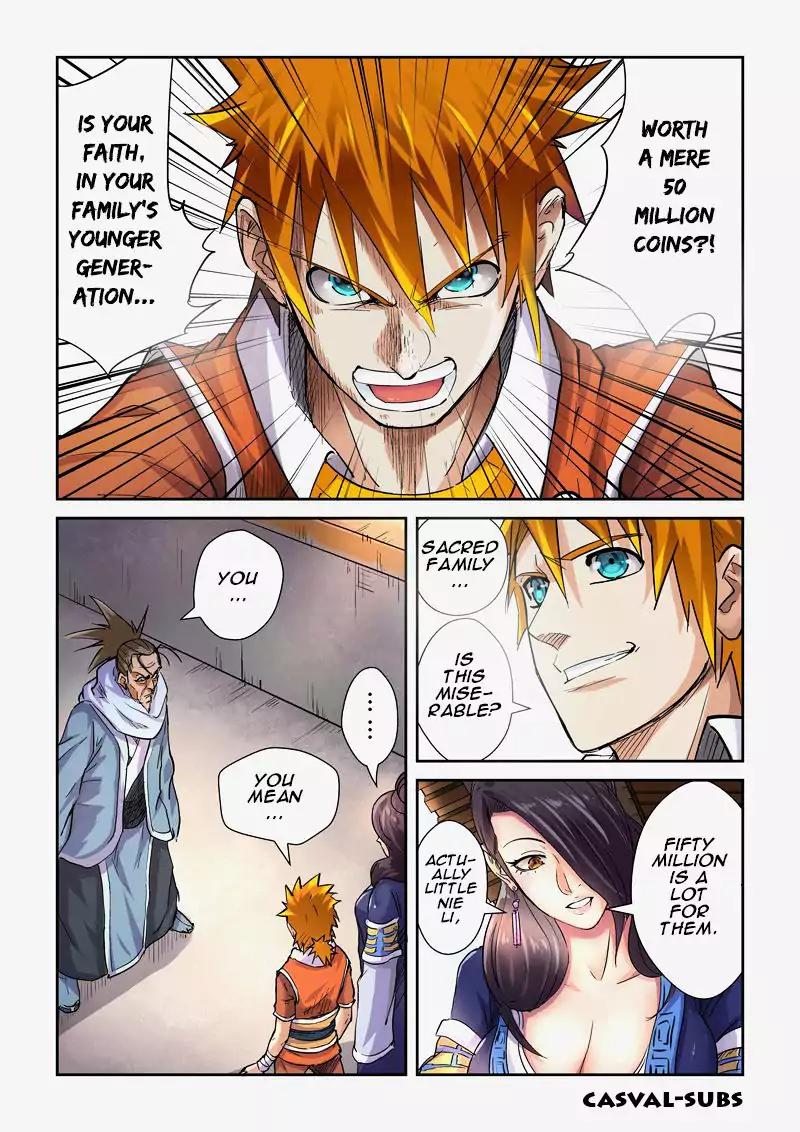 IS YOUR
FAITH,
IN YOUR
FAMILY'S
YOUNGER
GENER-
ATION...
WORTH
A MERE
50
MILLION
COINS?!
YOU
...
.....
YOU
MEAN
...
SACRED
FAMILY
...
IS
THIS
MISE-
RABLE?
ACTU-
ALLY
LITTLE
NIE
LI,
FIFTY
MILLION
IS A
LOT
FOR
THEM.
CASVAL-SUBS